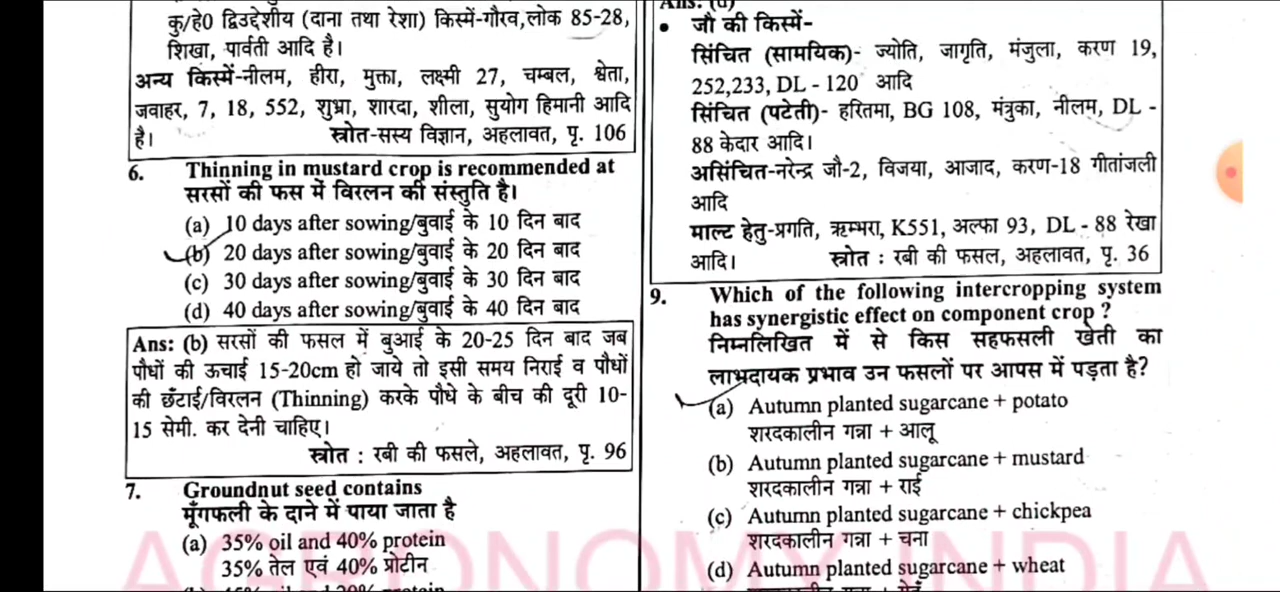 कु/हे0 द्विउद्देशीय (दाना तथा रेशा) किस्में-गौरव,लोक 85-28,
शिखा, पार्वती आदि है।
अन्य किस्में-नीलम, हीरा, मुक्ता, लक्ष्मी 27, चम्बल, श्वेता,
जवाहर, 7, 18, 552, शुभ्रा, शारदा, शीला, सुयोग हिमानी आदि
है।
स्त्रोत-सस्य विज्ञान, अहलावत, पृ. 106
6. Thinning in mustard crop is recommended at
सरसों की फस में विरलन की संस्तुति है।
(a) 10 days after sowing/बुवाई के 10 दिन बाद
(b) 20 days after sowing/बुवाई के 20 दिन बाद
(c) 30 days after sowing/बुवाई के 30 दिन बाद
(d) 40 days after sowing/बुवाई के 40 दिन बाद
Ans: (b) सरसों की फसल में बुआई के 20-25 दिन बाद जब
पौधों की ऊचाई 15-20cm हो जाये तो इसी समय निराई व पौधों
की छँटाई/विरलन (Thinning) करके पौधे के बीच की दूरी 10-
15 सेमी. कर देनी चाहिए।
स्त्रोत : रबी की फसले, अहलावत, पृ. 96
7. Groundnut seed contains
मूँगफली के दाने में पाया जाता है
(a) 35% oil and 40% protein
35% तेल एवं 40% प्रोटीन
Ans: (d)
• जौ की किस्में-
सिंचित (सामयिक)- ज्योति, जागृति, मंजुला, करण 19,
252,233, DL - 120 आदि
सिंचित (पटेती)- हरितमा, BG 108, मंत्रुका, नीलम, DL -
88 केदार आदि।
असिंचित-नरेन्द्र जौ-2, विजया, आजाद, करण-18 गीतांजली
आदि
माल्ट हेतु-प्रगति, ऋम्भरा, K551, अल्फा 93, DL - 88 रेखा
आदि।
स्त्रोत : रबी की फसल, अहलावत, पृ. 36
9. Which of the following intercropping system
has synergistic effect on component crop ?
निम्नलिखित में से किस सहफसली खेती का
लाभदायक प्रभाव उन फसलों पर आपस में पड़ता है?
(a) Autumn planted sugarcane + potato
शरदकालीन गन्ना + आलू
(b) Autumn planted sugarcane + mustard
शरदकालीन गन्ना + राई
(c) Autumn planted sugarcane + chickpea
शरदकालीन गन्ना + चना
(d) Autumn planted sugarcane + wheat
AGRONOMY INDIA